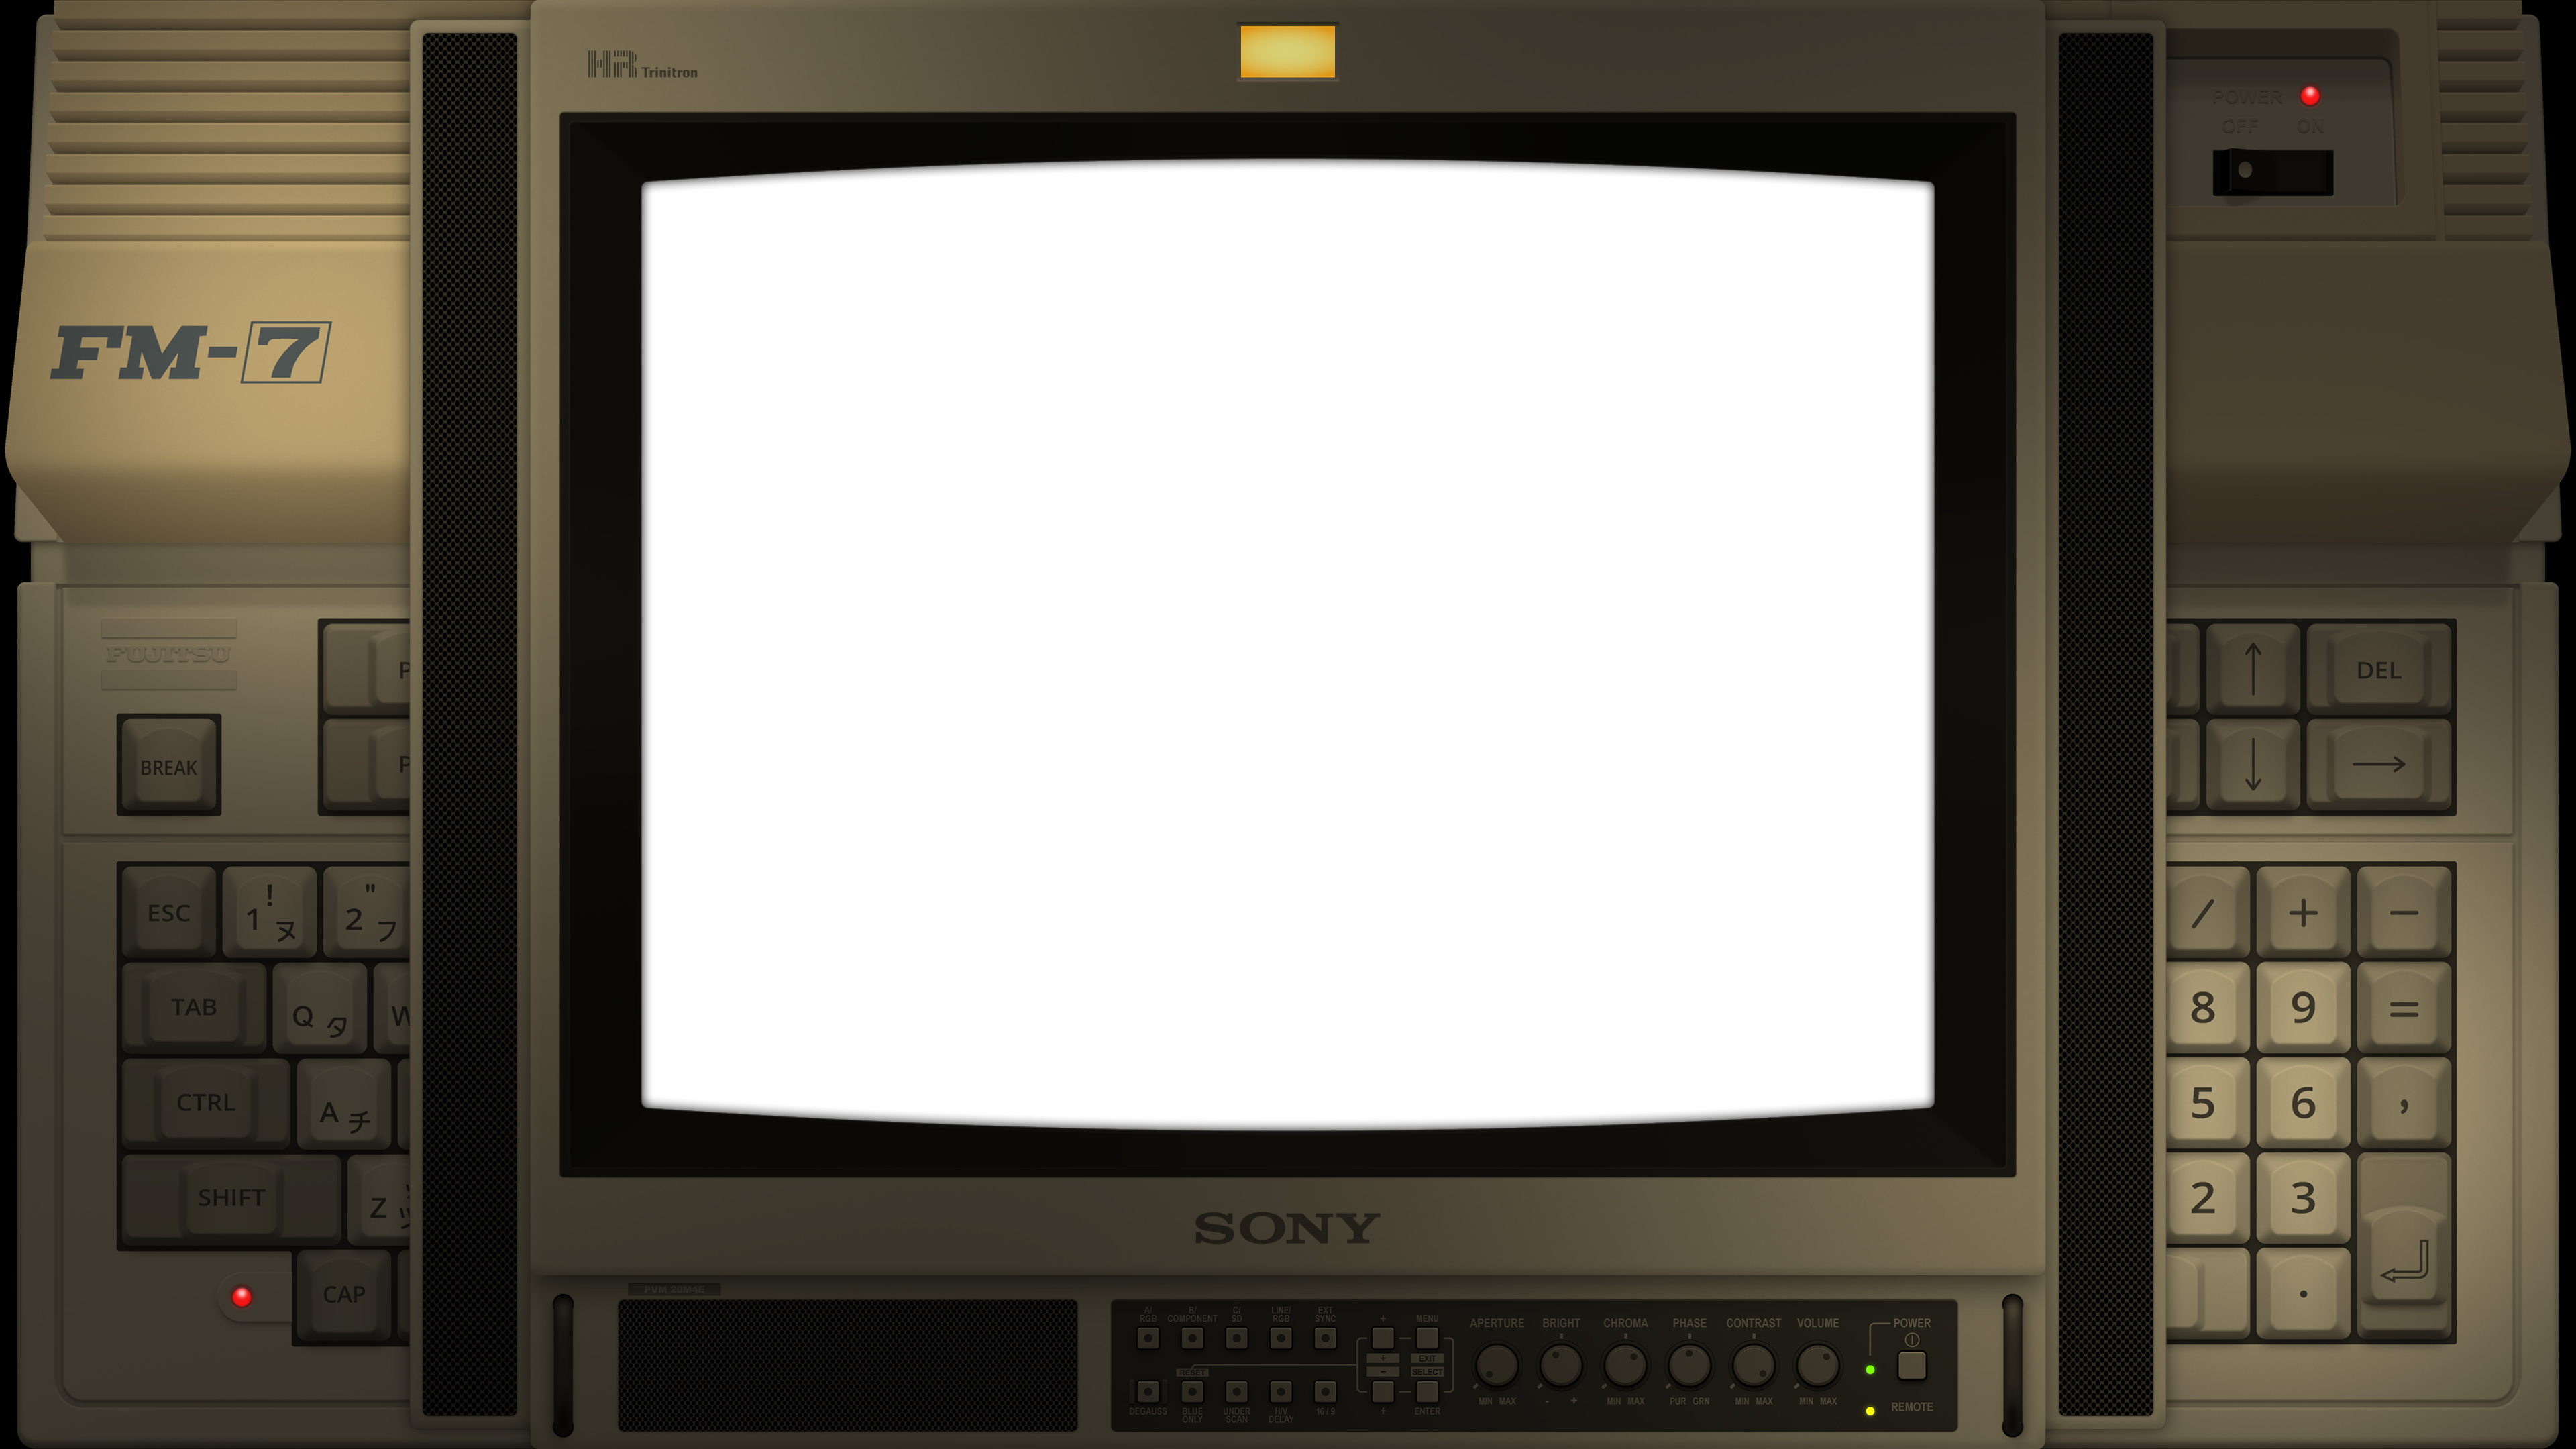 HR Trinitron
POWER
OFF ON
FM-7
FUJITSU
BREAK
P
P
↑ DEL
↓ →
ESC
! 1 ヌ
" 2 フ
/ + −
TAB
Q タ
W
8 9 =
CTRL
A チ
5 6 ,
SHIFT
Z ツ
2 3
CAP
.
SONY
PVM 20M4E
A/ RGB
B/ COMPONENT
C/ SD
LINE/ RGB
EXT SYNC
+
MENU
APERTURE BRIGHT CHROMA PHASE CONTRAST VOLUME
POWER
+ EXIT
RESET
− SELECT
MIN MAX
- +
MIN MAX
PUR GRN
MIN MAX
MIN MAX
DEGAUSS
BLUE ONLY
UNDER SCAN
H/V DELAY
16 / 9
+
ENTER
REMOTE